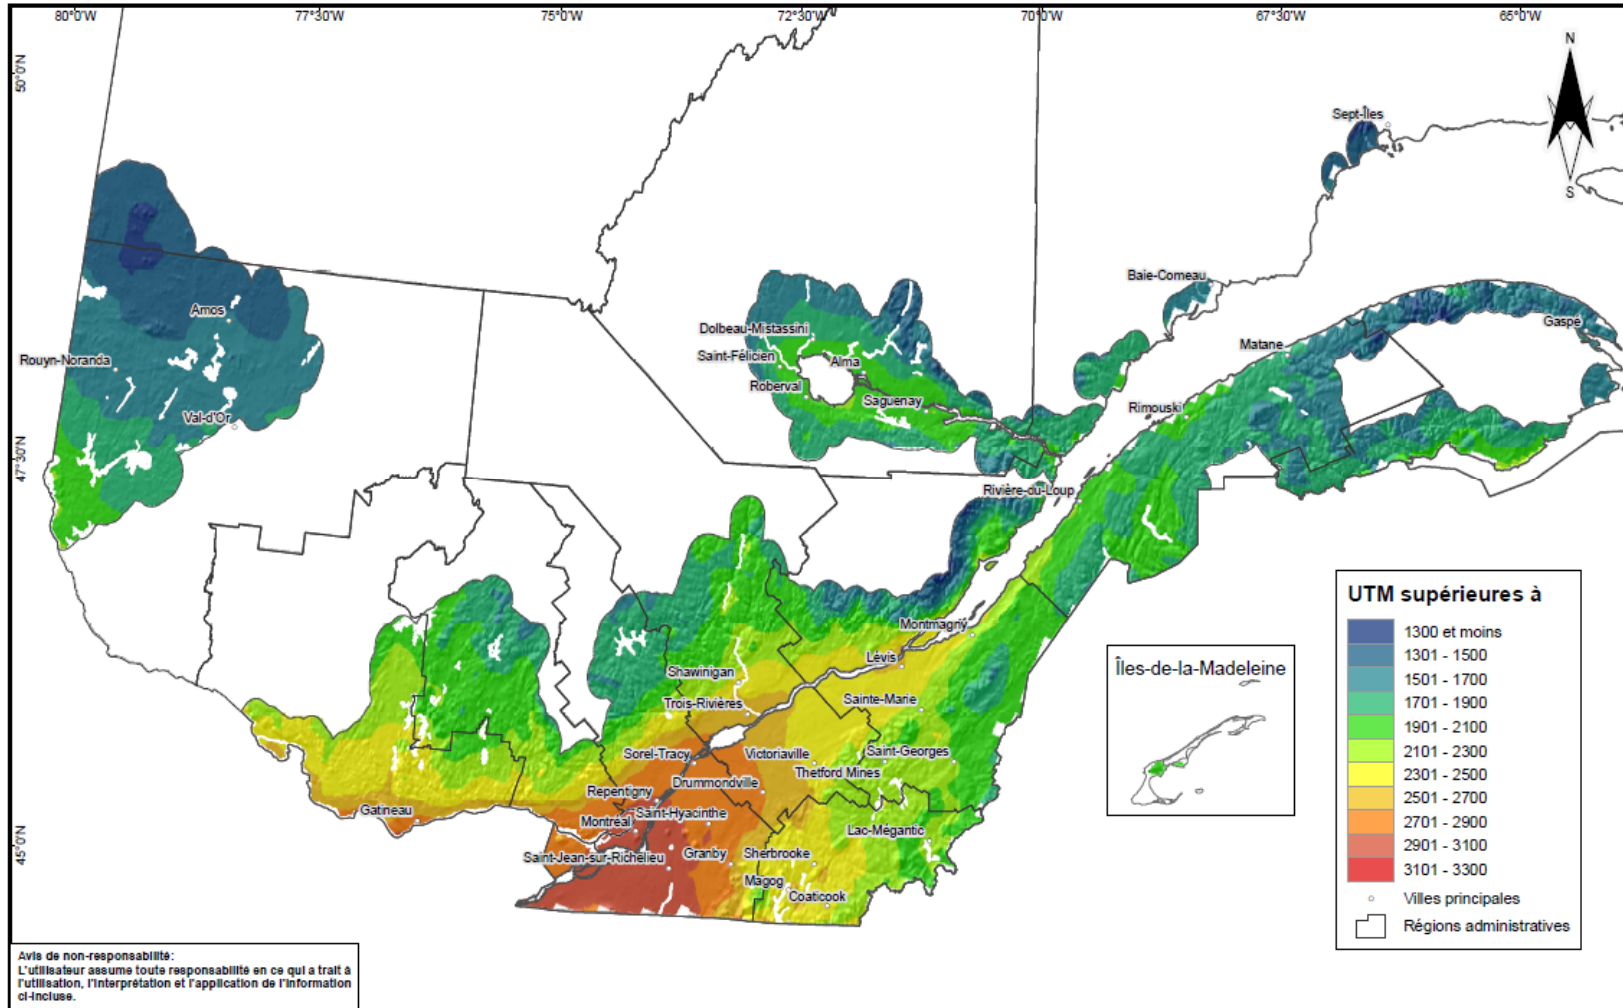 80°0'W
77°30'W
75°0'W
72°30'W
70°0'W
67°30'W
65°0'W
50°0'N
47°30'N
45°0'N
N
S
Sept-Îles
Baie-Comeau
Gaspé
Amos
Dolbeau-Mistassini
Matane
Rouyn-Noranda
Saint-Félicien
Alma
Roberval
Saguenay
Rimouski
Val-d'Or
Rivière-du-Loup
Montmagny
Lévis
Shawinigan
Trois-Rivières
Sainte-Marie
Sorel-Tracy
Victoriaville
Saint-Georges
Thetford Mines
Drummondville
Repentigny
Gatineau
Saint-Hyacinthe
Montréal
Lac-Mégantic
Saint-Jean-sur-Richelieu
Granby
Sherbrooke
Magog
Coaticook
Îles-de-la-Madeleine
UTM supérieures à
1300 et moins
1301 - 1500
1501 - 1700
1701 - 1900
1901 - 2100
2101 - 2300
2301 - 2500
2501 - 2700
2701 - 2900
2901 - 3100
3101 - 3300
Villes principales
Régions administratives
Avis de non-responsabilité:
L'utilisateur assume toute responsabilité en ce qui a trait à
l'utilisation, l'interprétation et l'application de l'information
ci-incluse.